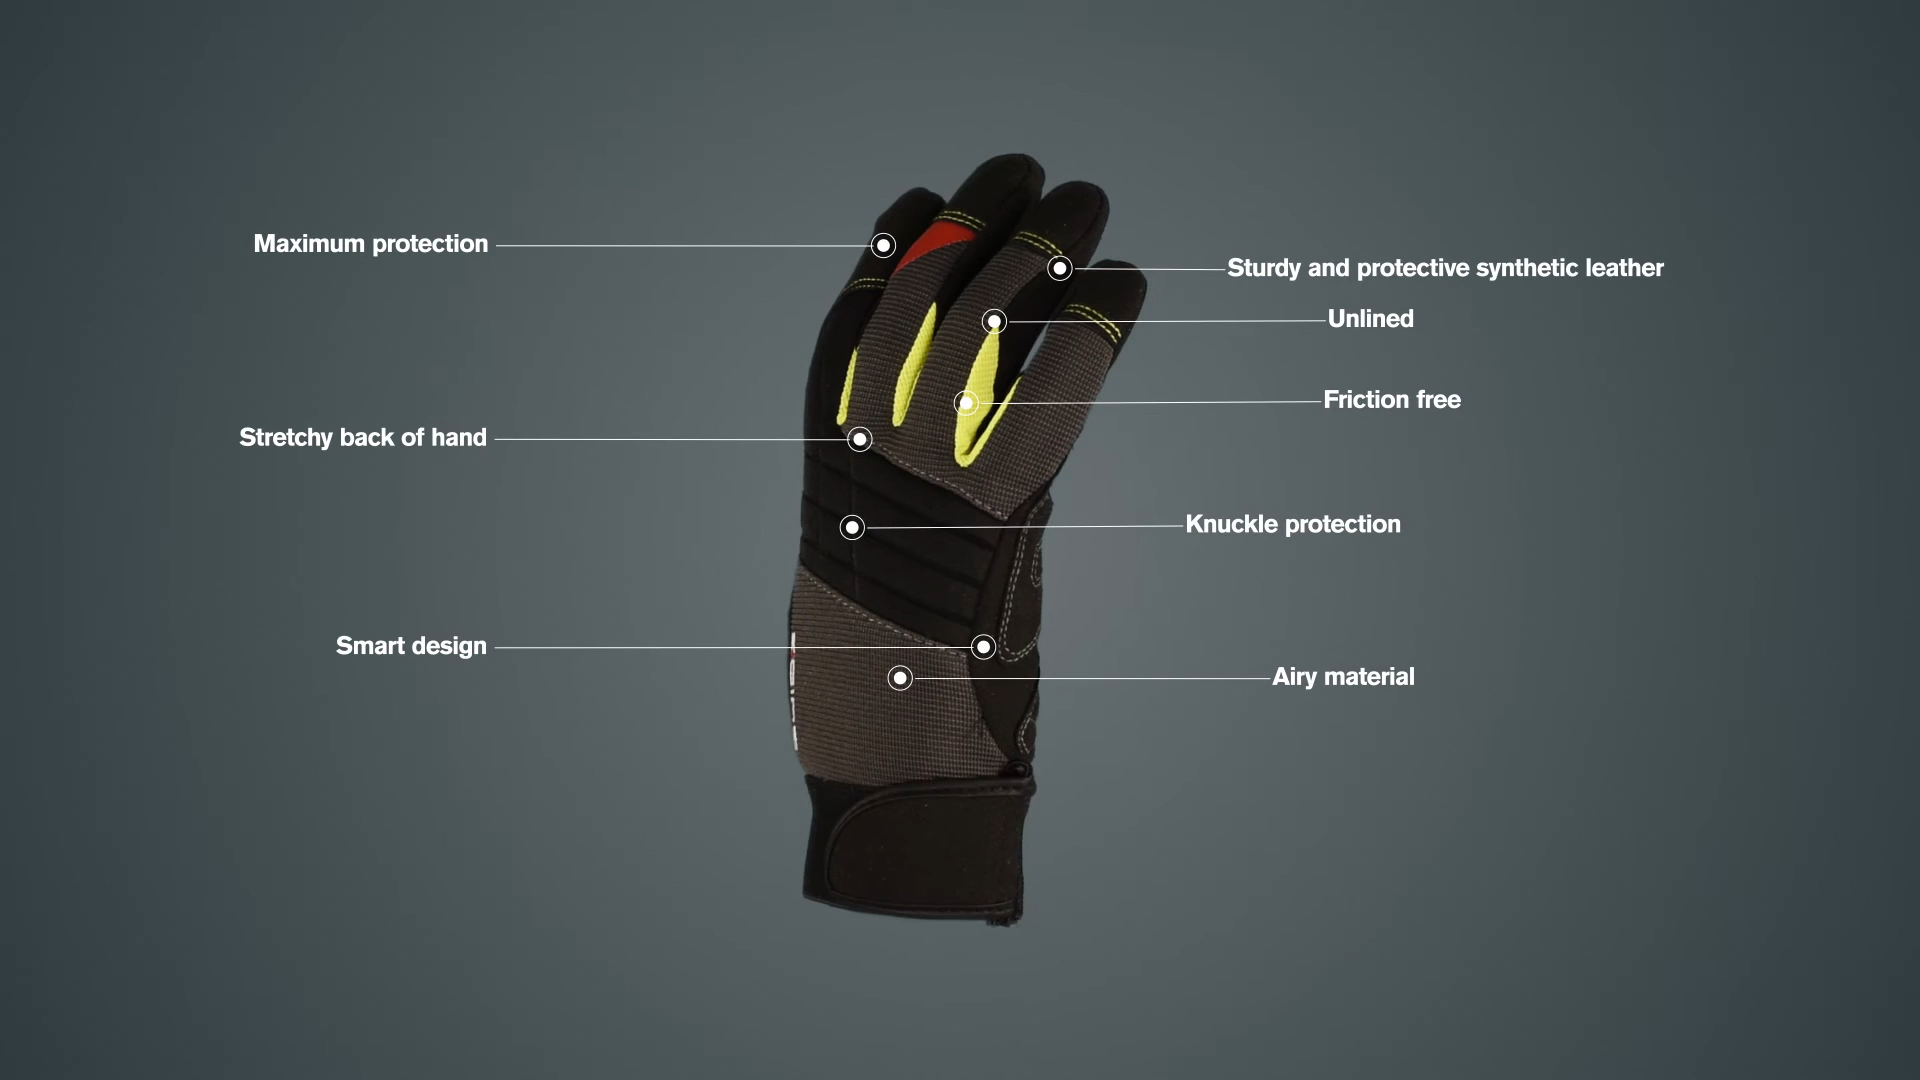 Maximum protection
Sturdy and protective synthetic leather
Unlined
Friction free
Stretchy back of hand
Knuckle protection
Smart design
Airy material